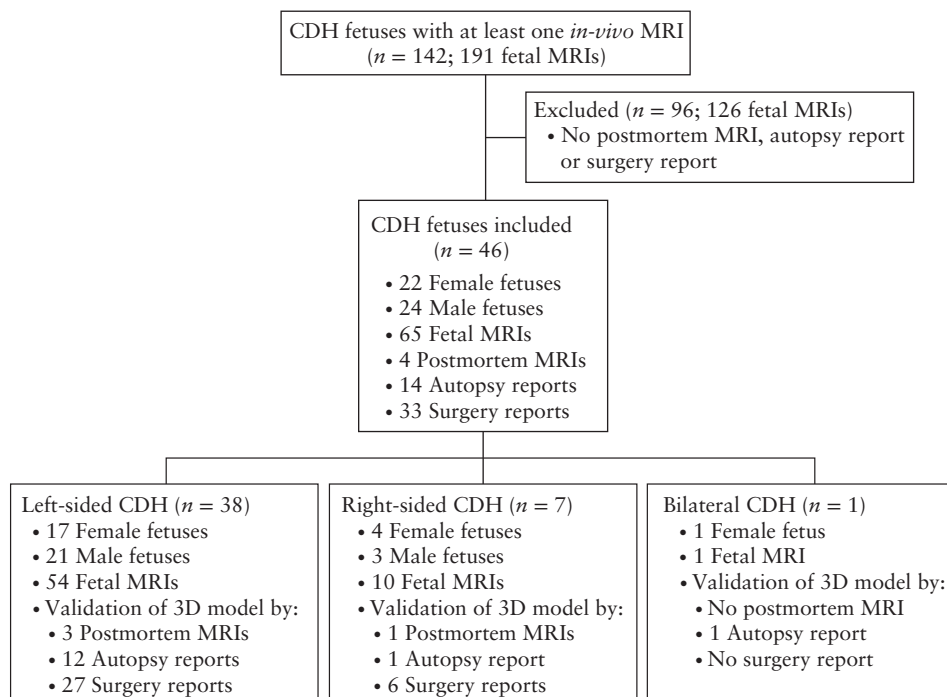 CDH fetuses with at least one in-vivo MRI
(n = 142; 191 fetal MRIs)
Excluded (n = 96; 126 fetal MRIs)
• No postmortem MRI, autopsy report
or surgery report
CDH fetuses included
(n = 46)
• 22 Female fetuses
• 24 Male fetuses
• 65 Fetal MRIs
• 4 Postmortem MRIs
• 14 Autopsy reports
• 33 Surgery reports
Left-sided CDH (n = 38)
• 17 Female fetuses
• 21 Male fetuses
• 54 Fetal MRIs
• Validation of 3D model by:
• 3 Postmortem MRIs
• 12 Autopsy reports
• 27 Surgery reports
Right-sided CDH (n = 7)
• 4 Female fetuses
• 3 Male fetuses
• 10 Fetal MRIs
• Validation of 3D model by:
• 1 Postmortem MRIs
• 1 Autopsy report
• 6 Surgery reports
Bilateral CDH (n = 1)
• 1 Female fetus
• 1 Fetal MRI
• Validation of 3D model by:
• No postmortem MRI
• 1 Autopsy report
• No surgery report